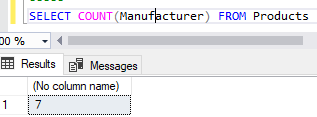 SELECT COUNT(Manufacturer) FROM Products
00 %
Results Messages
(No column name)
1 7